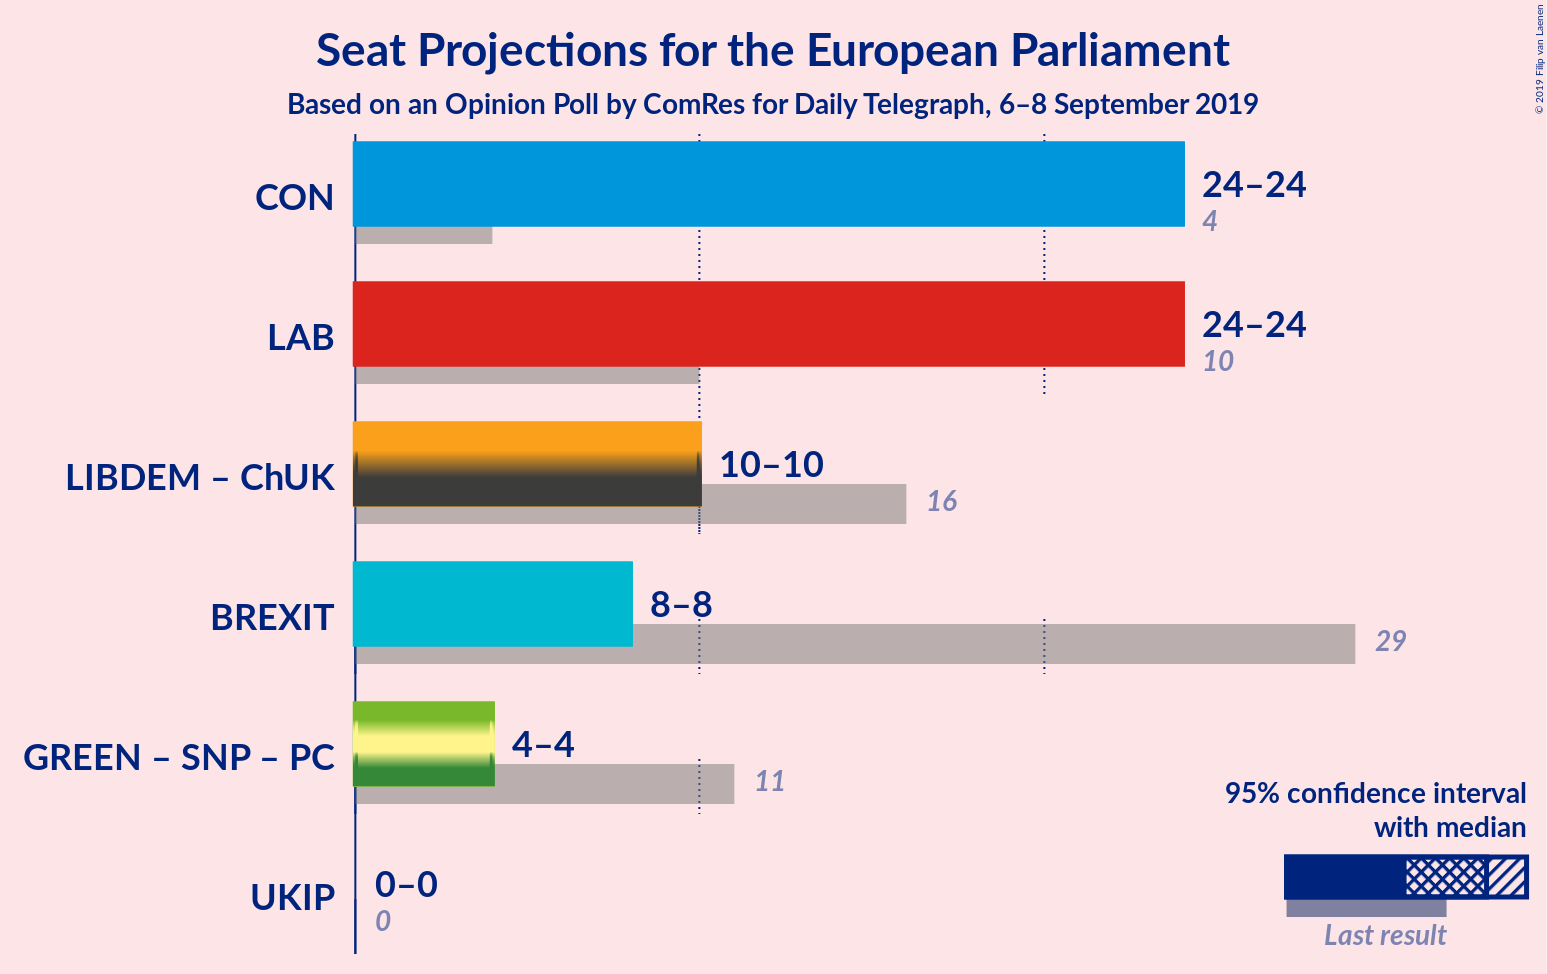 Seat Projections for the European Parliament
Based on an Opinion Poll by ComRes for Daily Telegraph, 6–8 September 2019
© 2019 Filip van Laenen
CON
24–24
4
LAB
24–24
10
LIBDEM – ChUK
10–10
16
BREXIT
8–8
29
GREEN – SNP – PC
4–4
11
UKIP
0–0
0
95% confidence interval
with median
Last result